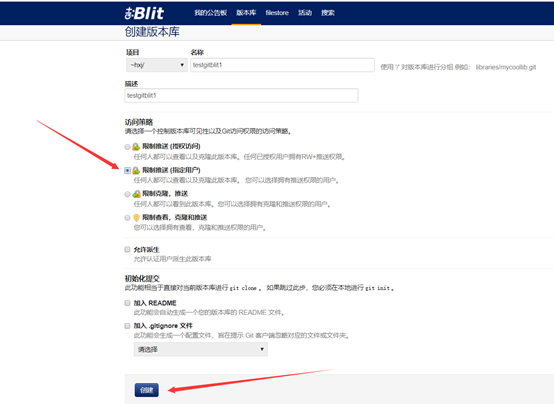 Blit 我的公告板 版本库 filestore 活动 搜索
创建版本库
项目 名称
~hxj/ testgitblit1 使用 '/' 对版本库进行分组 例如: libraries/mycoollib.git
描述
testgitblit1
访问策略
请选择一个控制版本库可见性以及Git访问权限的访问策略。
限制推送 (授权访问)
任何人都可以查看以及克隆此版本库。任何已授权用户拥有RW+推送权限。
限制推送 (指定用户)
任何人都可以查看以及克隆此版本库。 您可以选择拥有推送权限的用户。
限制克隆，推送
任何人都可以看到此版本库。您可以选择拥有克隆和推送权限的用户。
限制查看，克隆和推送
您可以选择拥有查看，克隆和推送权限的用户。
允许派生
允许认证用户派生此版本库
初始化提交
此功能相当于直接对当前版本库进行 git clone 。 如果跳过此步，您必须在本地进行 git init 。
加入 README
此功能会自动生成一个您的版本库的 README 文件。
加入 .gitignore 文件
此功能会生成一个配置文件，旨在提示 Git 客户端忽略对应的文件或文件夹。
请选择
创建